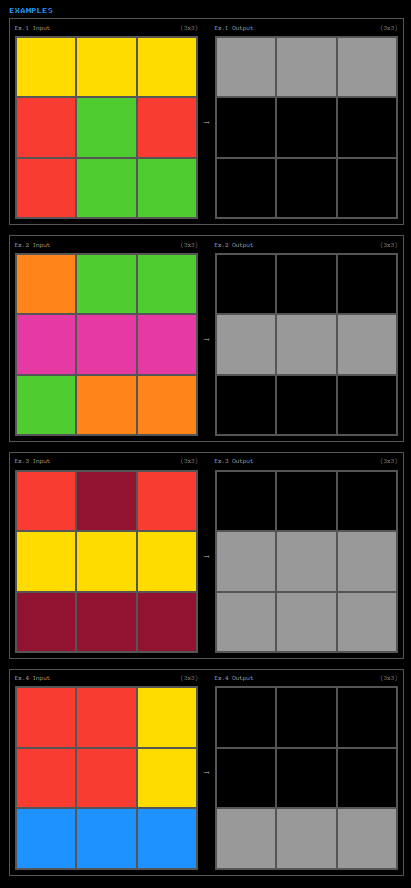 EXAMPLES
Ex.1 Input (3x3) Ex.1 Output (3x3)
→
Ex.2 Input (3x3) Ex.2 Output (3x3)
→
Ex.3 Input (3x3) Ex.3 Output (3x3)
→
Ex.4 Input (3x3) Ex.4 Output (3x3)
→